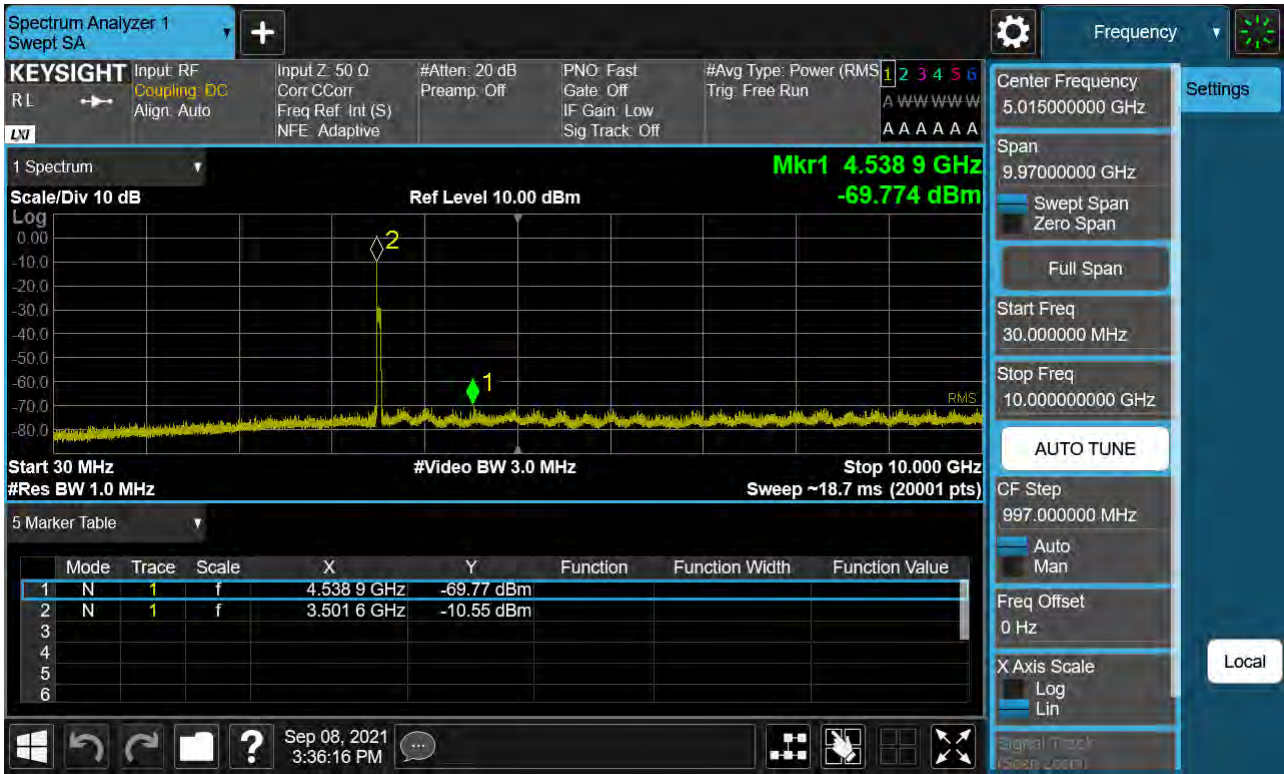 Spectrum Analyzer 1
Swept SA
Frequency
KEYSIGHT
RL
LXI
Input: RF
Coupling: DC
Align: Auto
Input Z: 50 Ω
Corr CCorr
Freq Ref: Int (S)
NFE: Adaptive
#Atten: 20 dB
Preamp: Off
PNO: Fast
Gate: Off
IF Gain: Low
Sig Track: Off
#Avg Type: Power (RMS
Trig: Free Run
1 2 3 4 5 6
A W W W W W
A A A A A A
1 Spectrum
Mkr1 4.538 9 GHz
-69.774 dBm
Scale/Div 10 dB
Ref Level 10.00 dBm
Log
0.00
-10.0
-20.0
-30.0
-40.0
-50.0
-60.0
-70.0
-80.0
2
1
RMS
Start 30 MHz
#Video BW 3.0 MHz
Stop 10.000 GHz
#Res BW 1.0 MHz
Sweep ~18.7 ms (20001 pts)
5 Marker Table
Mode Trace Scale X Y Function Function Width Function Value
1 N 1 f 4.538 9 GHz -69.77 dBm
2 N 1 f 3.501 6 GHz -10.55 dBm
3
4
5
6
Sep 08, 2021
3:36:16 PM
Center Frequency
5.015000000 GHz
Settings
Span
9.97000000 GHz
Swept Span
Zero Span
Full Span
Start Freq
30.000000 MHz
Stop Freq
10.000000000 GHz
AUTO TUNE
CF Step
997.000000 MHz
Auto
Man
Freq Offset
0 Hz
X Axis Scale
Log
Lin
Local
Signal Track
(Span Zoom)